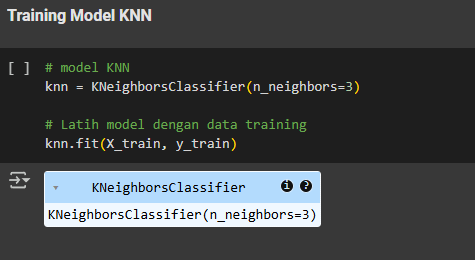 Training Model KNN
[ ] # model KNN
knn = KNeighborsClassifier(n_neighbors=3)
# Latih model dengan data training
knn.fit(X_train, y_train)
KNeighborsClassifier i ?
KNeighborsClassifier(n_neighbors=3)